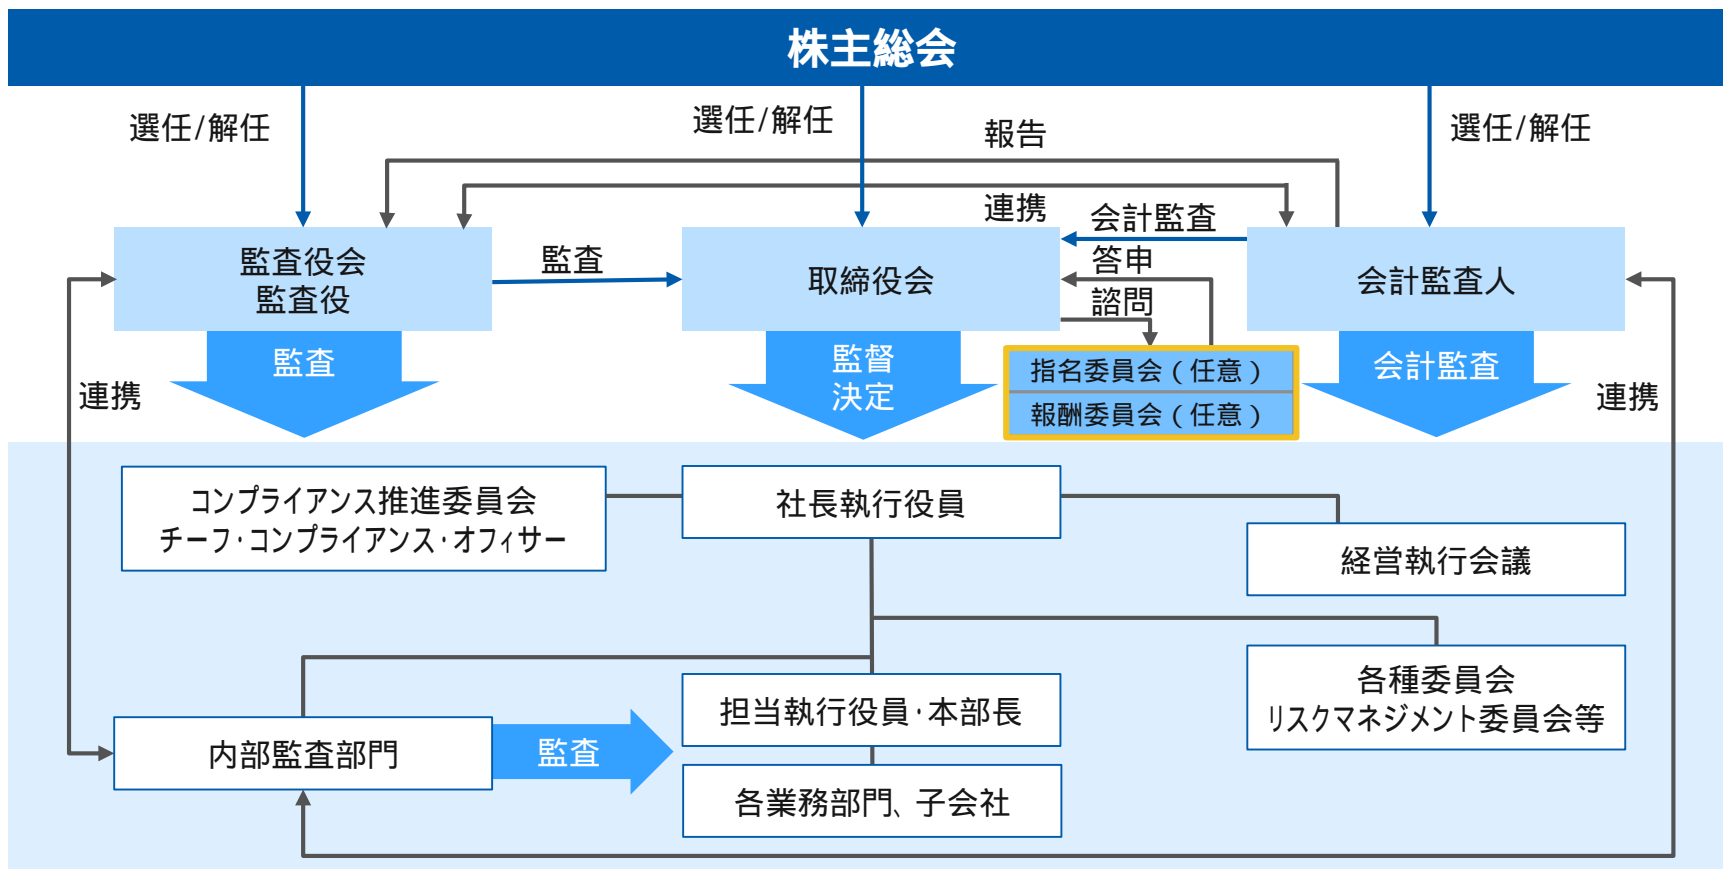 株主総会
選任/解任
選任/解任
選任/解任
報告
連携
会計監査
監査役会
監査役
監査
取締役会
答申
諮問
会計監査人
監査
監督
決定
指名委員会(任意)
報酬委員会(任意)
会計監査
連携
連携
コンプライアンス推進委員会
チーフ・コンプライアンス・オフィサー
社長執行役員
経営執行会議
各種委員会
リスクマネジメント委員会等
担当執行役員・本部長
内部監査部門
監査
各業務部門、子会社